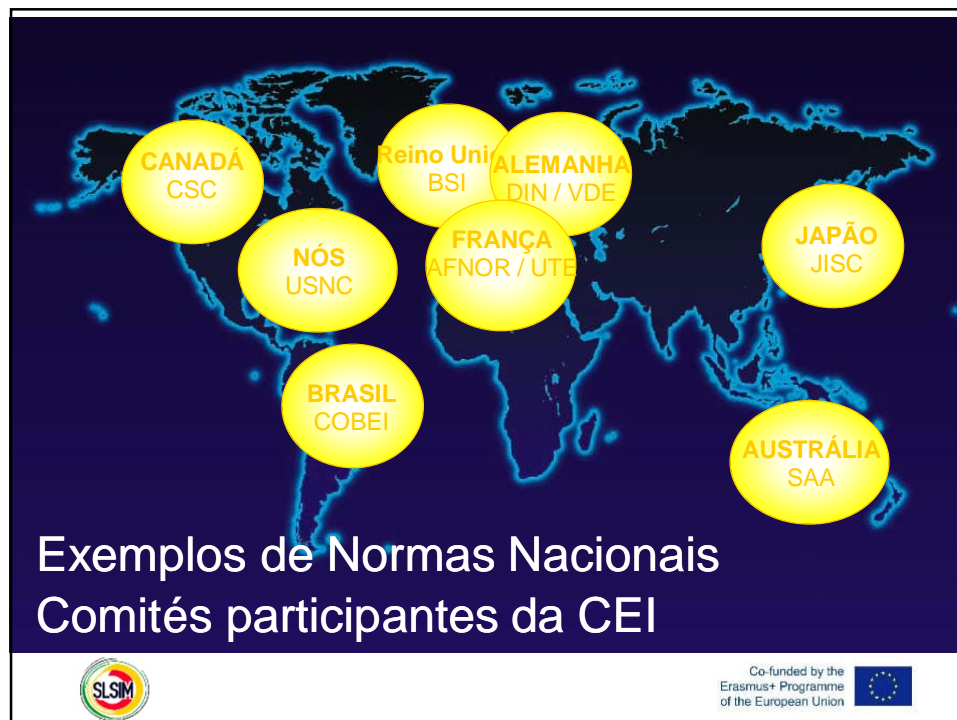 CANADÁ
CSC
Reino Unid
BSI
ALEMANHA
DIN / VDE
FRANÇA
AFNOR / UTE
NÓS
USNC
JAPÃO
JISC
BRASIL
COBEI
AUSTRÁLIA
SAA
Exemplos de Normas Nacionais
Comités participantes da CEI
SLSIM
Co-funded by the
Erasmus+ Programme
of the European Union